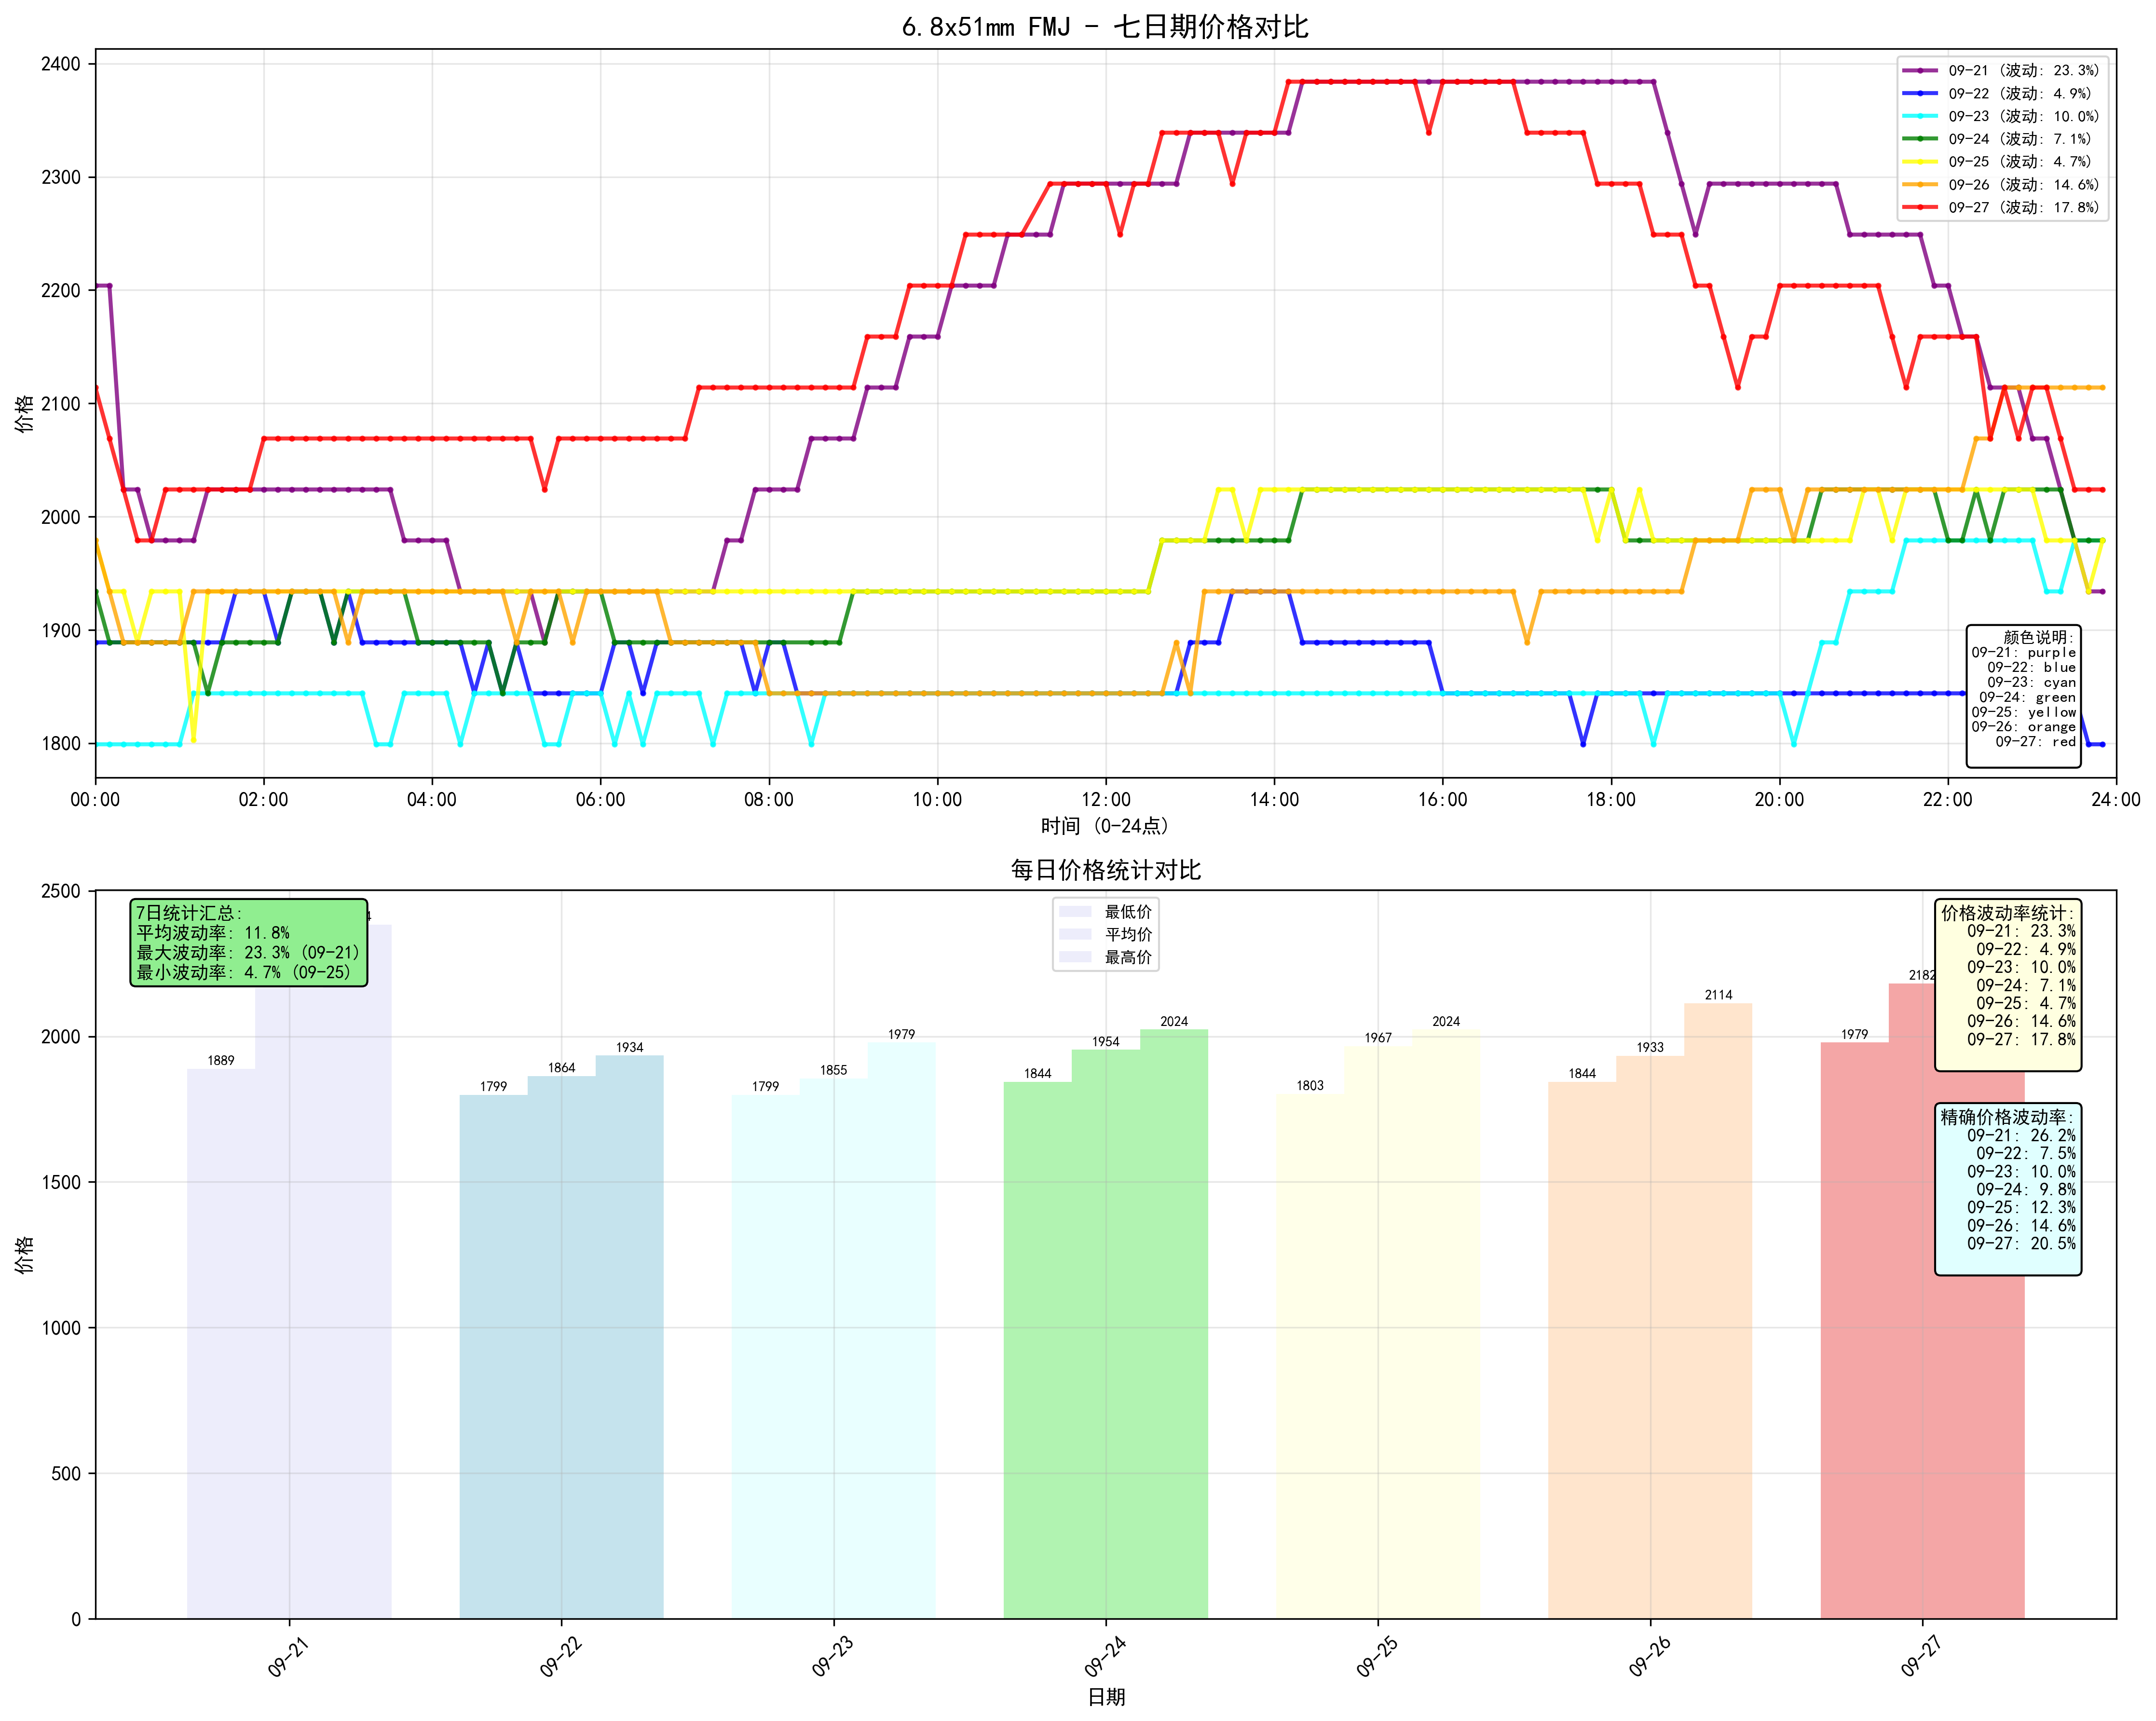 6.8x51mm FMJ - 七日期价格对比
2400
2300
2200
2100
2000
1900
1800
价格
09-21 (波动: 23.3%)
09-22 (波动: 4.9%)
09-23 (波动: 10.0%)
09-24 (波动: 7.1%)
09-25 (波动: 4.7%)
09-26 (波动: 14.6%)
09-27 (波动: 17.8%)
颜色说明:
09-21: purple
09-22: blue
09-23: cyan
09-24: green
09-25: yellow
09-26: orange
09-27: red
00:00 02:00 04:00 06:00 08:00 10:00 12:00 14:00 16:00 18:00 20:00 22:00 24:00
时间 (0-24点)
每日价格统计对比
2500
2000
1500
1000
500
0
价格
7日统计汇总:
平均波动率: 11.8%
最大波动率: 23.3% (09-21)
最小波动率: 4.7% (09-25)
最低价
平均价
最高价
价格波动率统计:
09-21: 23.3%
09-22: 4.9%
09-23: 10.0%
09-24: 7.1%
09-25: 4.7%
09-26: 14.6%
09-27: 17.8%
精确价格波动率:
09-21: 26.2%
09-22: 7.5%
09-23: 10.0%
09-24: 9.8%
09-25: 12.3%
09-26: 14.6%
09-27: 20.5%
1889
1799 1864 1934
1799 1855 1979
1844 1954 2024
1803 1967 2024
1844 1933 2114
1979 2182
09-21 09-22 09-23 09-24 09-25 09-26 09-27
日期